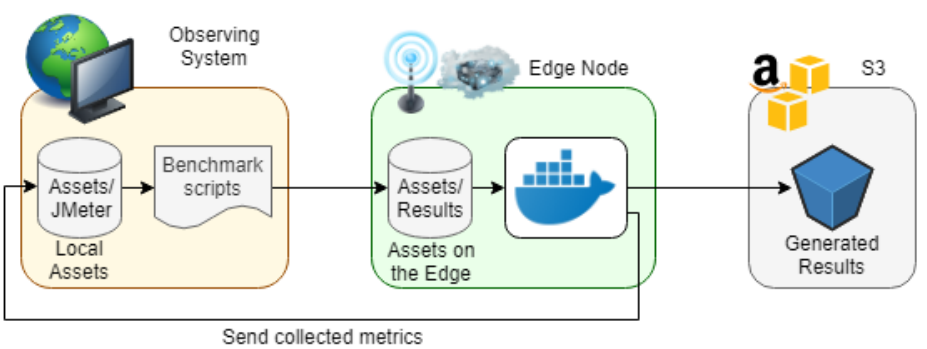 Observing
System
Edge Node
a
S3
Assets/
JMeter
Benchmark
scripts
Local
Assets
Assets/
Results
Assets on
the Edge
Generated
Results
Send collected metrics